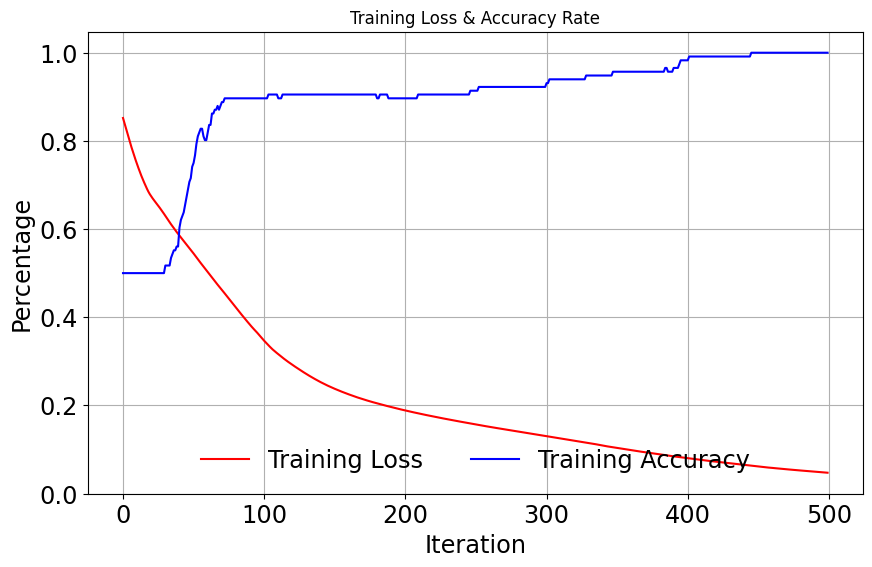 Training Loss & Accuracy Rate
1.0
0.8
0.6
0.4
0.2
0.0
Percentage
Training Loss
Training Accuracy
0 100 200 300 400 500
Iteration